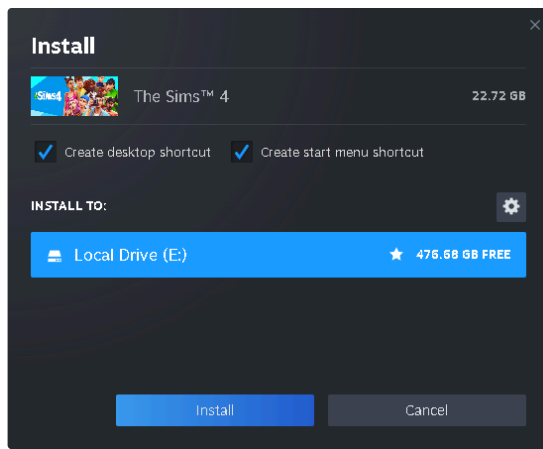 Install
The Sims™ 4
22.72 GB
Create desktop shortcut
Create start menu shortcut
INSTALL TO:
Local Drive (E:)
476.68 GB FREE
Install
Cancel